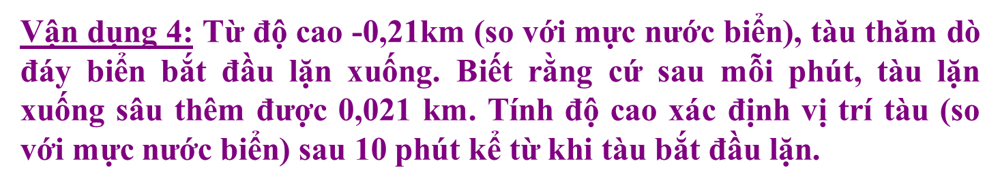 Vận dụng 4: Từ độ cao -0,21km (so với mực nước biển), tàu thăm dò
đáy biển bắt đầu lặn xuống. Biết rằng cứ sau mỗi phút, tàu lặn
xuống sâu thêm được 0,021 km. Tính độ cao xác định vị trí tàu (so
với mực nước biển) sau 10 phút kể từ khi tàu bắt đầu lặn.